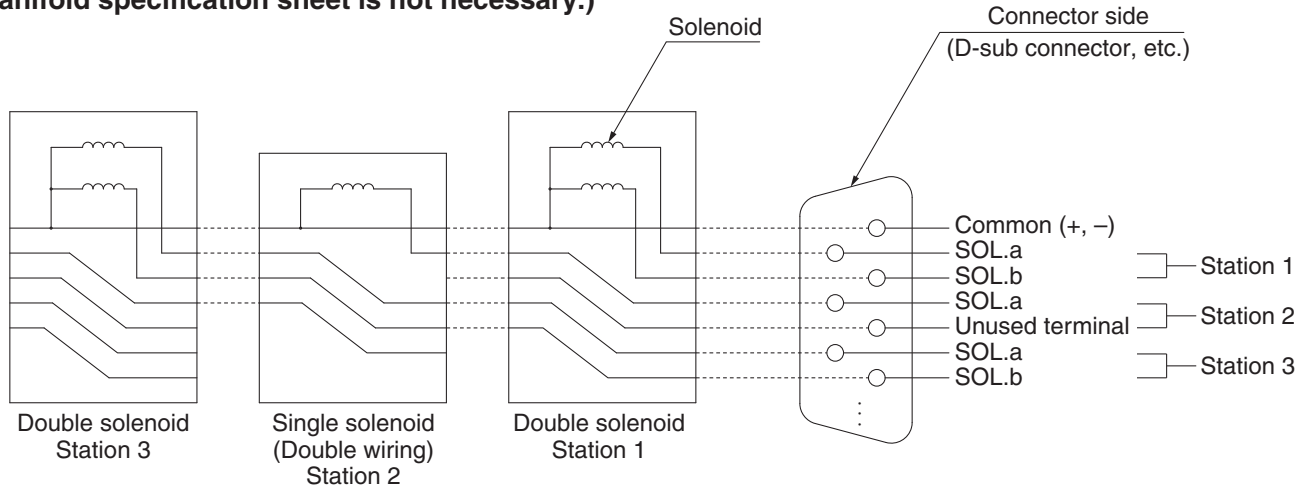 anifold specification sheet is not necessary.)
Solenoid
Connector side
(D-sub connector, etc.)
Common (+, –)
SOL.a
SOL.b
SOL.a
Unused terminal
SOL.a
SOL.b
Station 1
Station 2
Station 3
Double solenoid
Station 3
Single solenoid
(Double wiring)
Station 2
Double solenoid
Station 1